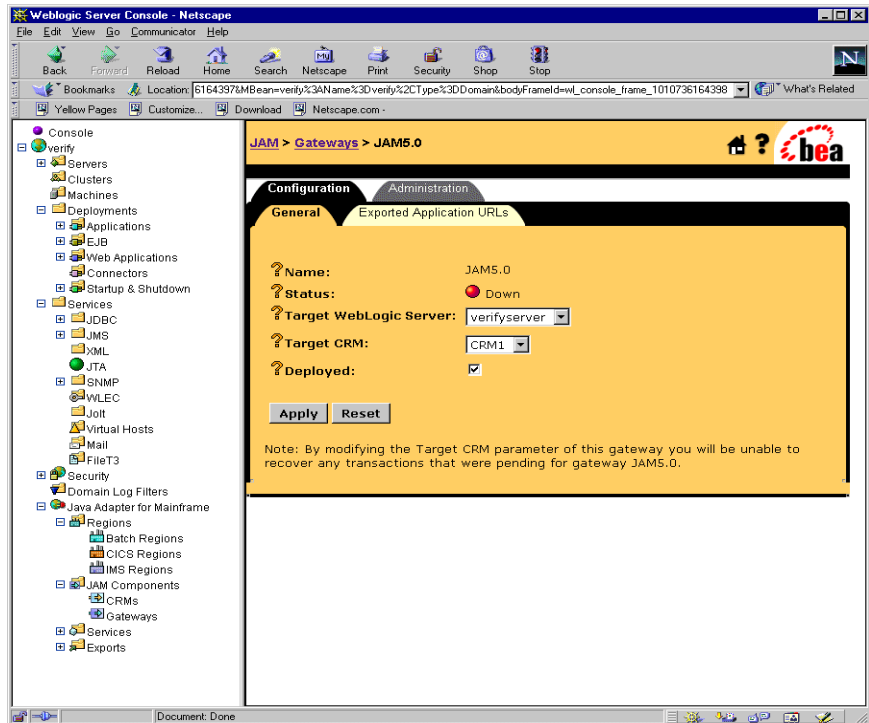 Weblogic Server Console - Netscape
File Edit View Go Communicator Help
My
Back Forward Reload Home Search Netscape Print Security Shop Stop
N
Bookmarks Location: 6164397&MBean=verify%3AName%3Dverify%2CType%3DDomain&bodyFrameId=wl_console_frame_1010736164398 What's Related
Yellow Pages Customize... Download Netscape.com
Console
verify
Servers
Clusters
Machines
Deployments
Applications
EJB
Web Applications
Connectors
Startup & Shutdown
Services
JDBC
JMS
XML
JTA
SNMP
WLEC
Jolt
Virtual Hosts
Mail
FileT3
Security
Domain Log Filters
Java Adapter for Mainframe
Regions
Batch Regions
CICS Regions
IMS Regions
JAM Components
CRMs
Gateways
Services
Exports
JAM > Gateways > JAM5.0
? bea
Configuration Administration
General Exported Application URLs
? Name: JAM5.0
? Status: Down
? Target WebLogic Server: verifyserver
? Target CRM: CRM1
? Deployed:
Apply Reset
Note: By modifying the Target CRM parameter of this gateway you will be unable to
recover any transactions that were pending for gateway JAM5.0.
Document: Done